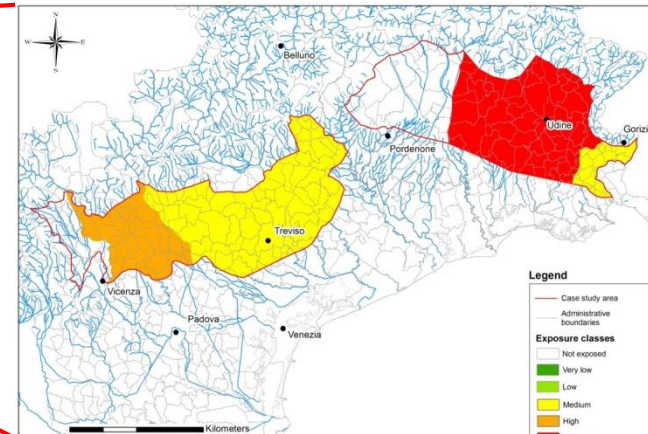 N
W E
S
Belluno
Udine
Gorizi
Pordenone
Treviso
Vicenza
Padova
Venezia
Legend
Case study area
Administrative
boundaries
Exposure classes
Not exposed
Very low
Low
Medium
High
Kilometers